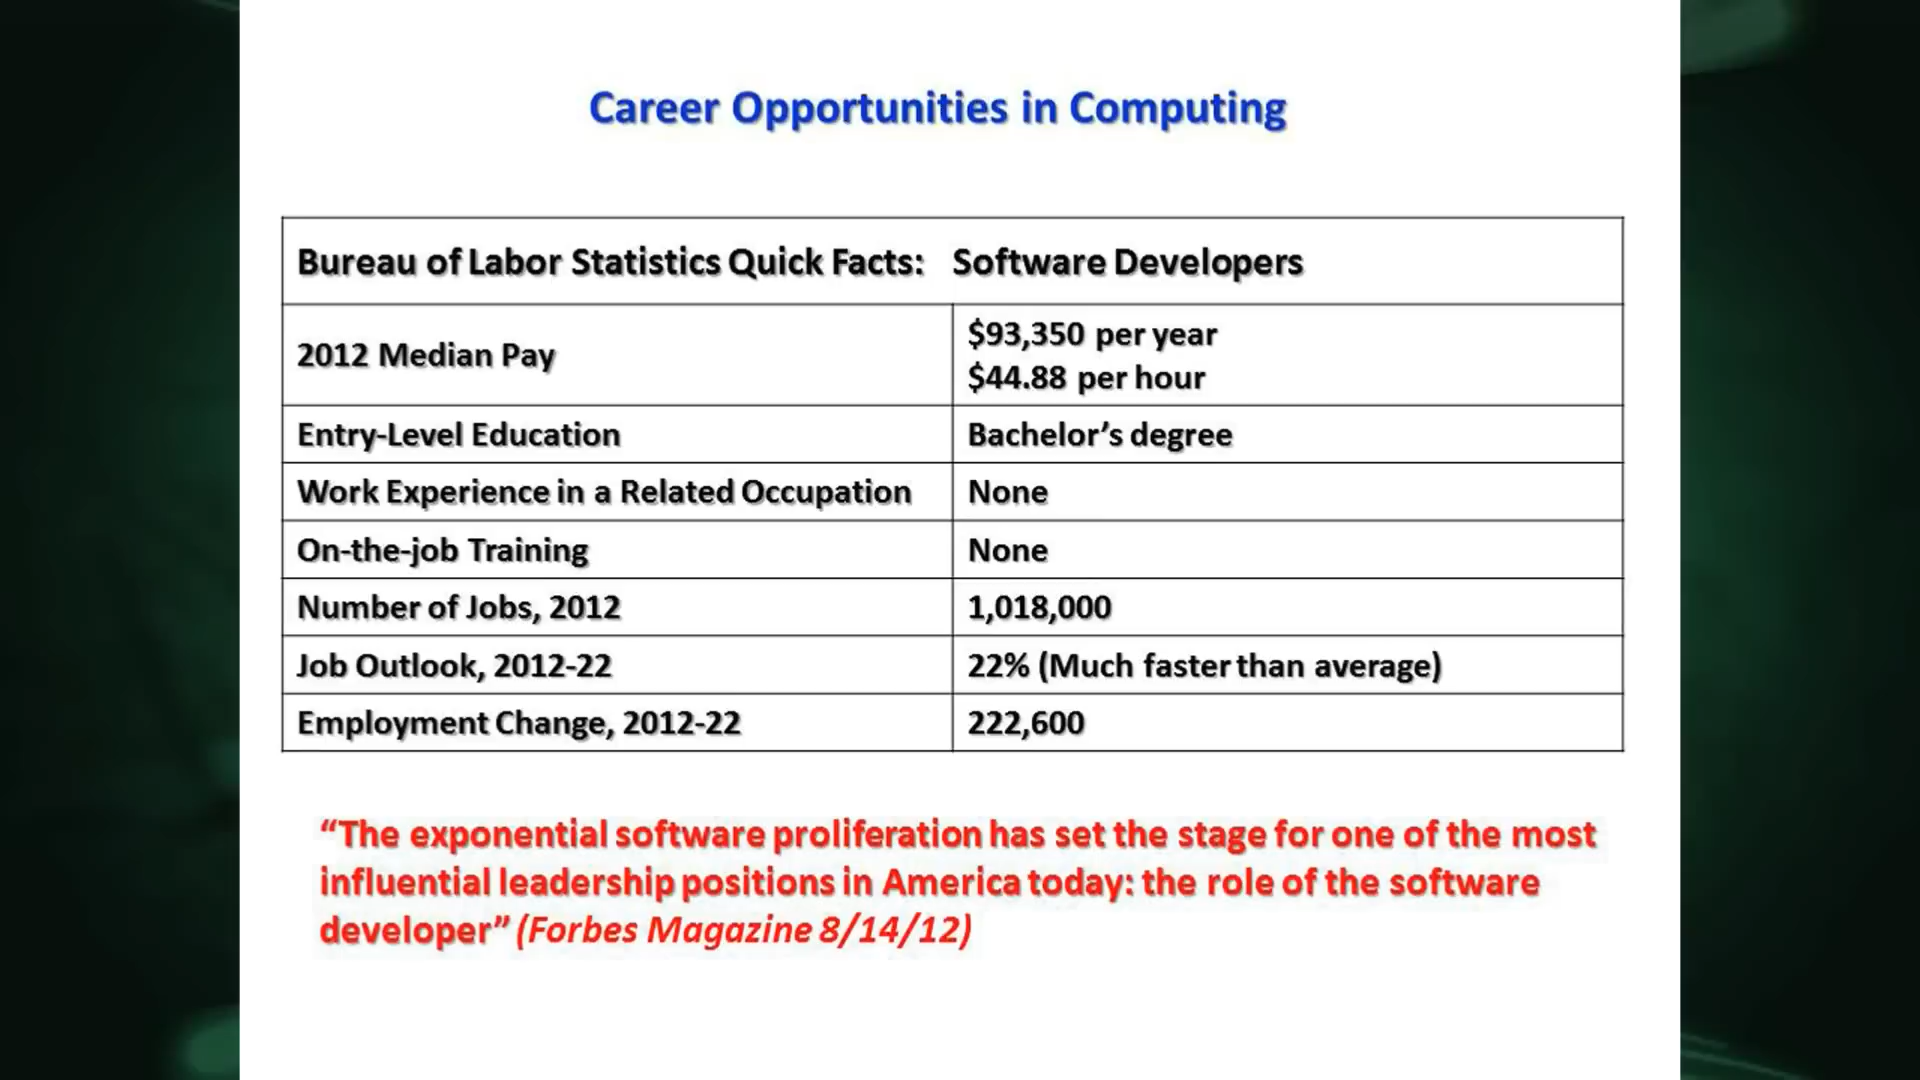 Career Opportunities in Computing
Bureau of Labor Statistics Quick Facts: Software Developers
2012 Median Pay
$93,350 per year
$44.88 per hour
Entry-Level Education
Bachelor’s degree
Work Experience in a Related Occupation
None
On-the-job Training
None
Number of Jobs, 2012
1,018,000
Job Outlook, 2012-22
22% (Much faster than average)
Employment Change, 2012-22
222,600
“The exponential software proliferation has set the stage for one of the most
influential leadership positions in America today: the role of the software
developer” (Forbes Magazine 8/14/12)